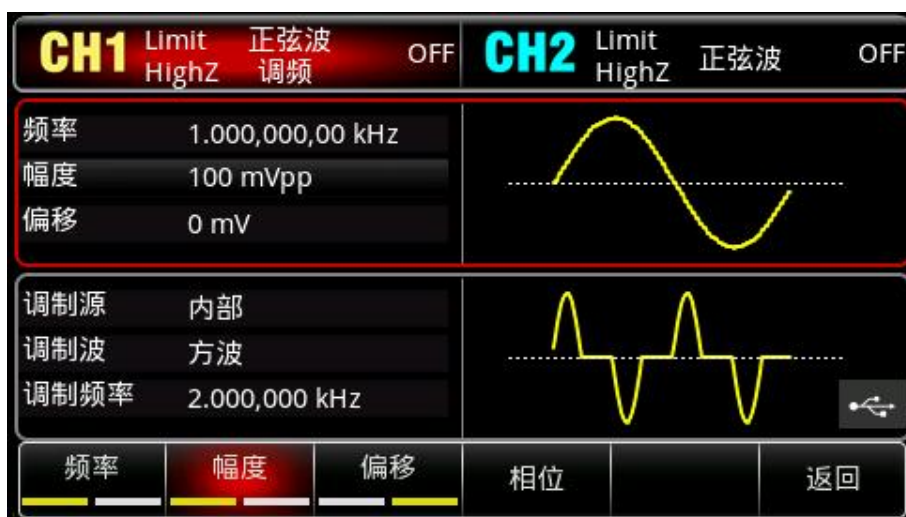 CH1 Limit 正弦波 OFF CH2 Limit 正弦波 OFF
HighZ 调频 HighZ
频率 1.000,000,00 kHz
幅度 100 mVpp
偏移 0 mV
调制源 内部
调制波 方波
调制频率 2.000,000 kHz
频率 幅度 偏移 相位 返回